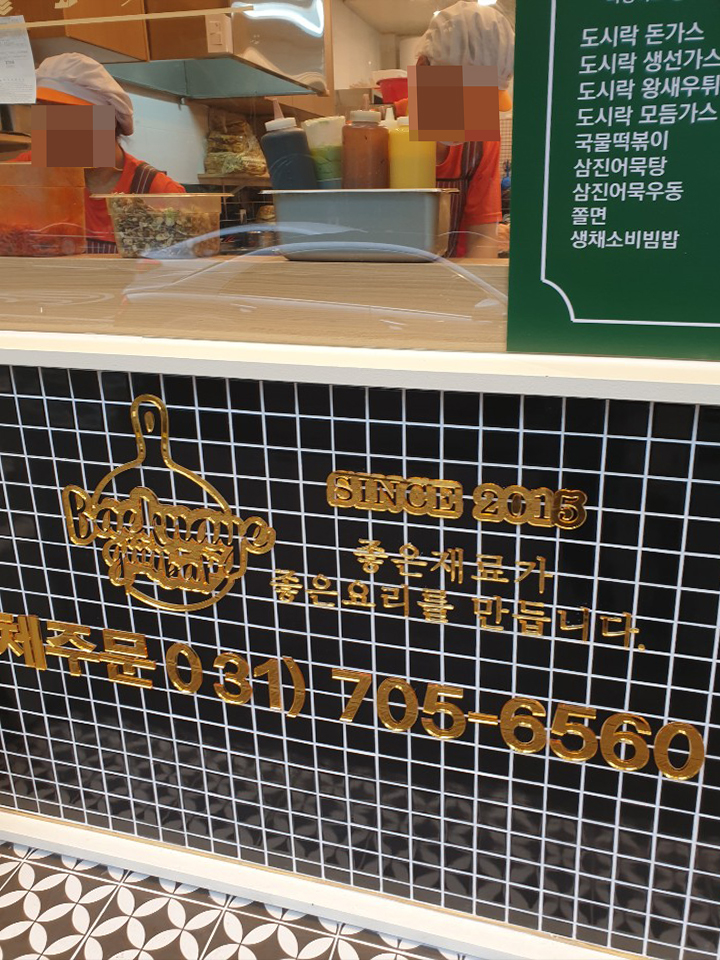 도시락 돈가스
도시락 생선가스
도시락 왕새우튀
도시락 모듬가스
국물떡볶이
삼진어묵탕
삼진어묵우동
쫄면
생채소비빔밥
SINCE 2015
좋은재료가
좋은요리를 만듭니다.
체주문 031) 705-6560